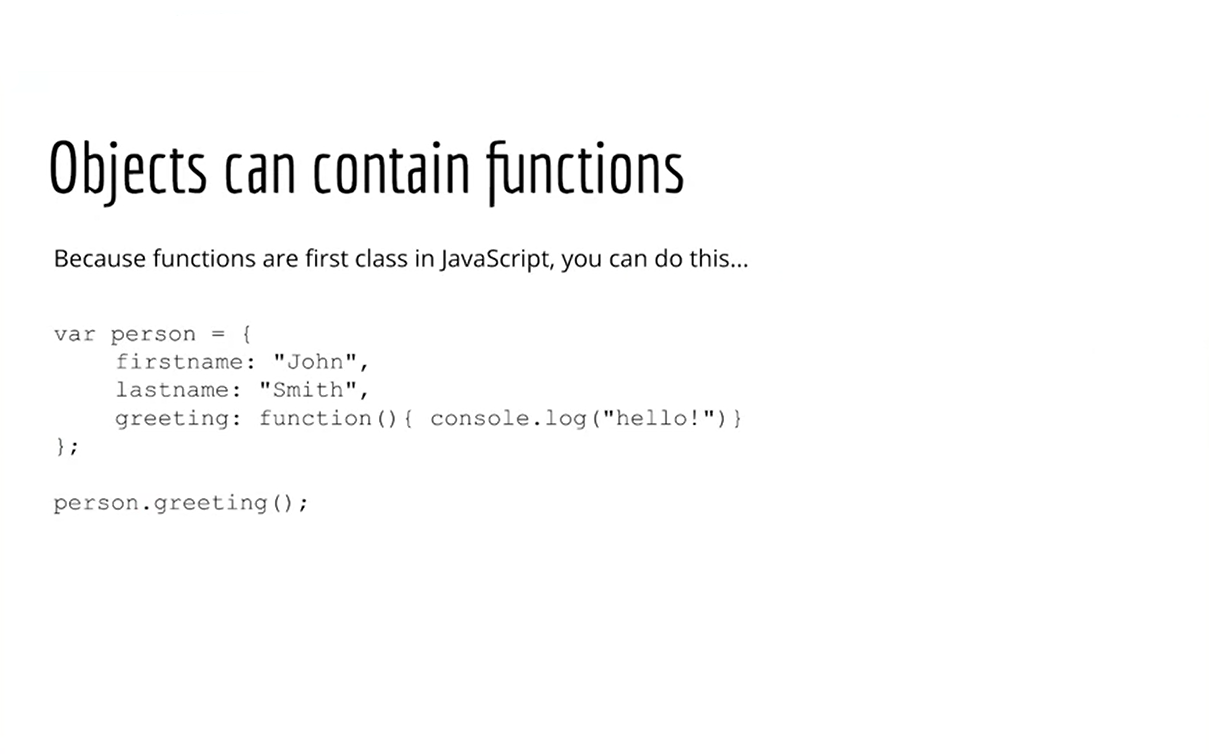 Objects can contain functions
Because functions are first class in JavaScript, you can do this...
var person = {
    firstname: "John",
    lastname: "Smith",
    greeting: function(){ console.log("hello!")}
};
person.greeting();